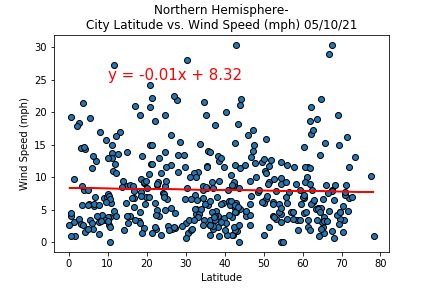 Northern Hemisphere-
City Latitude vs. Wind Speed (mph) 05/10/21
30
25
20
15
10
5
0
Wind Speed (mph)
y = -0.01x + 8.32
0 10 20 30 40 50 60 70 80
Latitude